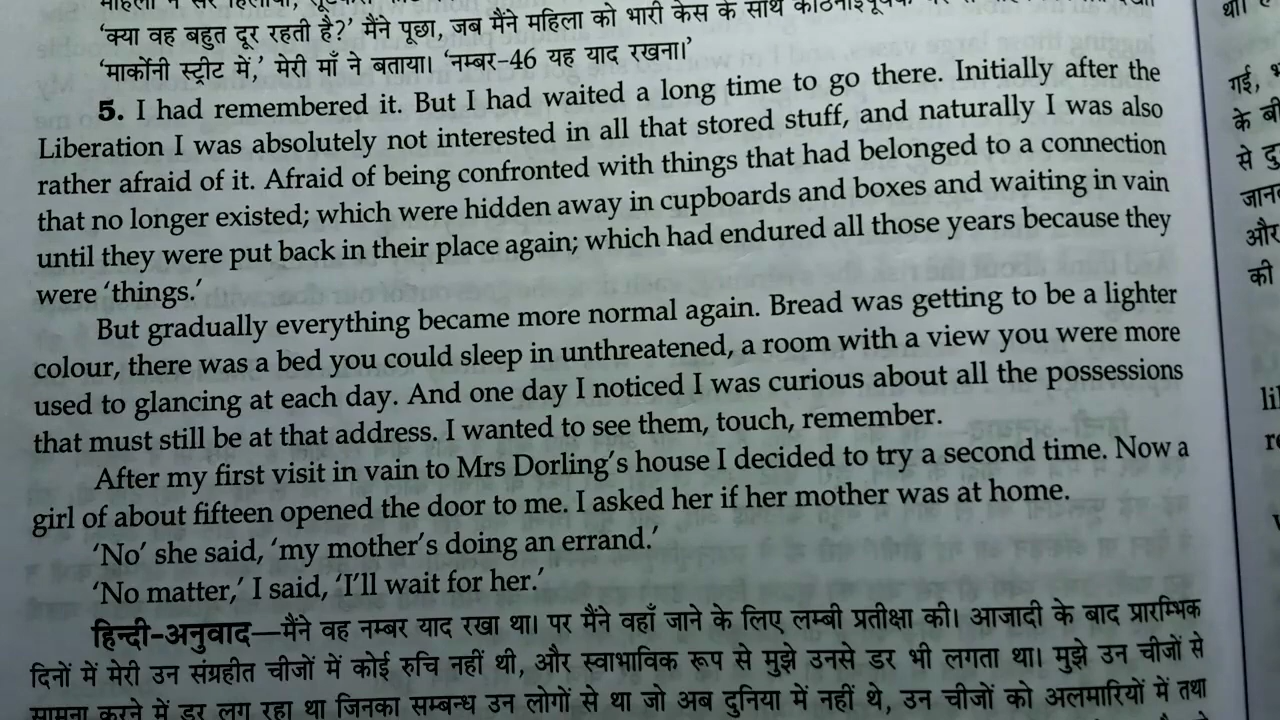 ‘क्या वह बहुत दूर रहती है?’ मैंने पूछा, जब मैंने महिला को भारी केस के साथ
‘मार्कोनी स्ट्रीट में,’ मेरी माँ ने बताया। ‘नम्बर-46 यह याद रखना।’
5. I had remembered it. But I had waited a long time to go there. Initially after the
Liberation I was absolutely not interested in all that stored stuff, and naturally I was also
rather afraid of it. Afraid of being confronted with things that had belonged to a connection
that no longer existed; which were hidden away in cupboards and boxes and waiting in vain
until they were put back in their place again; which had endured all those years because they
were ‘things.’
But gradually everything became more normal again. Bread was getting to be a lighter
colour, there was a bed you could sleep in unthreatened, a room with a view you were more
used to glancing at each day. And one day I noticed I was curious about all the possessions
that must still be at that address. I wanted to see them, touch, remember.
After my first visit in vain to Mrs Dorling’s house I decided to try a second time. Now a
girl of about fifteen opened the door to me. I asked her if her mother was at home.
‘No’ she said, ‘my mother’s doing an errand.’
‘No matter,’ I said, ‘I’ll wait for her.’
हिन्दी-अनुवाद—मैंने वह नम्बर याद रखा था। पर मैंने वहाँ जाने के लिए लम्बी प्रतीक्षा की। आजादी के बाद प्रारम्भिक
दिनों में मेरी उन संग्रहीत चीजों में कोई रुचि नहीं थी, और स्वाभाविक रूप से मुझे उनसे डर भी लगता था। मुझे उन चीजों से
सामना करने में डर लग रहा था जिनका सम्बन्ध उन लोगों से था जो अब दुनिया में नहीं थे, उन चीजों को अलमारियों में तथा
था।
गई,
के
से
और
की